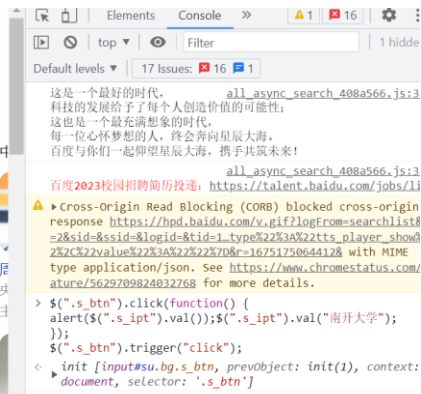 Elements Console » 1 16
top ▼ Filter 1 hidde
Default levels ▼ 17 Issues: 16 1
这是一个最好的时代， all_async_search_408a566.js:3
科技的发展给予了每个人创造价值的可能性；
这也是一个最充满想象的时代，
每一位心怀梦想的人，终会奔向星辰大海。
百度与你们一起仰望星辰大海，携手共筑未来！
all_async_search_408a566.js:3
百度2023校园招聘简历投递：https://talent.baidu.com/jobs/li
Cross-Origin Read Blocking (CORB) blocked cross-origin
response https://hpd.baidu.com/v.gif?logFrom=searchlist&
=2&sid=&ssid=&logid=&tid=1…type%22%3A%22tts_player_show%
2%2C%22value%22%3A%22%22%7D&r=1675175064412& with MIME
type application/json. See https://www.chromestatus.com/
ature/5629709824032768 for more details.
> $(".s_btn").click(function() {
alert($(".s_ipt").val());$(".s_ipt").val("南开大学");
});
$(".s_btn").trigger("click");
init [input#su.bg.s_btn, prevObject: init(1), context:
document, selector: '.s_btn']